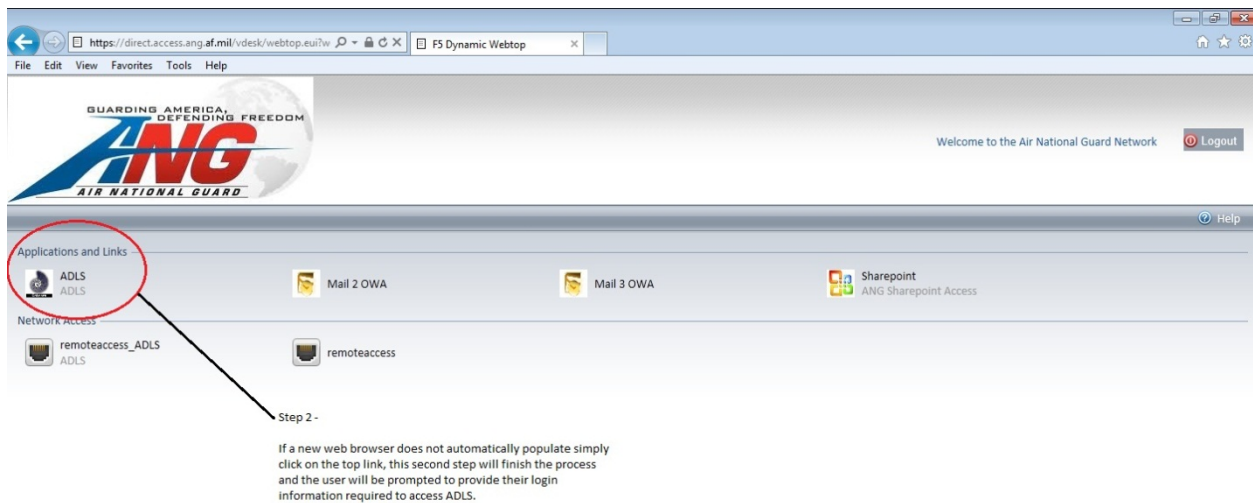 https://direct.access.ang.af.mil/vdesk/webtop.eui?w
F5 Dynamic Webtop
File Edit View Favorites Tools Help
GUARDING AMERICA,
DEFENDING FREEDOM
ANG
AIR NATIONAL GUARD
Welcome to the Air National Guard Network
Logout
Help
Applications and Links
ADLS
ADLS
Mail 2 OWA
Mail 3 OWA
Sharepoint
ANG Sharepoint Access
Network Access
remoteaccess_ADLS
ADLS
remoteaccess
Step 2 -
If a new web browser does not automatically populate simply
click on the top link, this second step will finish the process
and the user will be prompted to provide their login
information required to access ADLS.